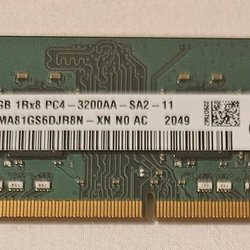 GB 1Rx8 PC4-3200AA-SA2-11
MA81GS6DJR8N-XN N0 AC 2049